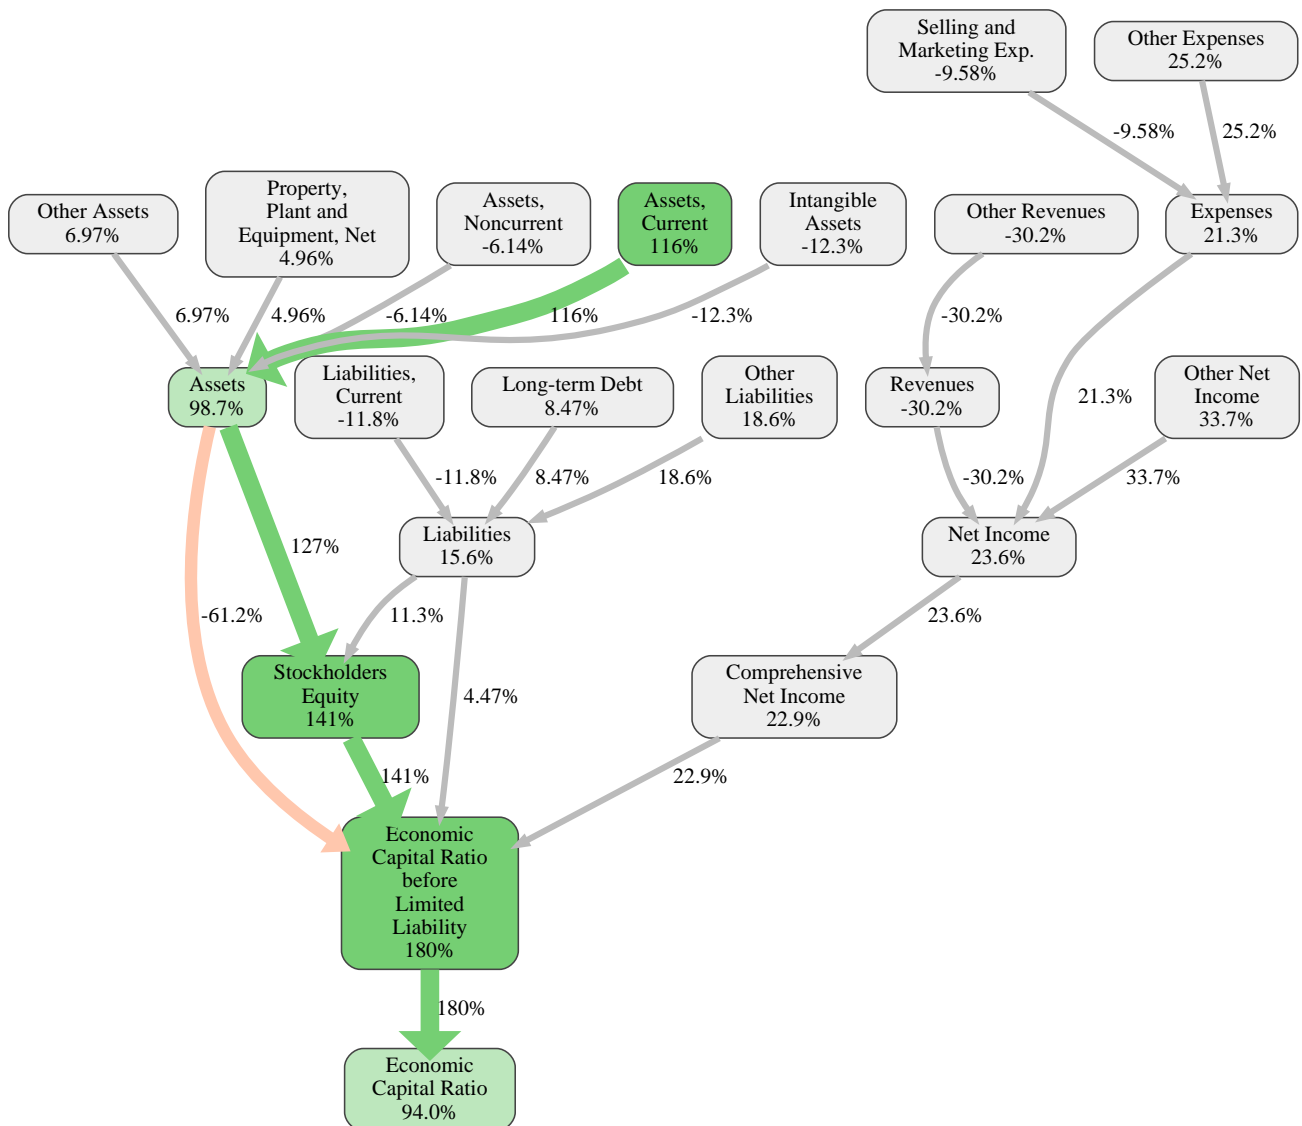 Selling and
Marketing Exp.
-9.58%
Other Expenses
25.2%
-9.58%
25.2%
Other Assets
6.97%
Property,
Plant and
Equipment, Net
4.96%
Assets,
Noncurrent
-6.14%
Assets,
Current
116%
Intangible
Assets
-12.3%
Other Revenues
-30.2%
Expenses
21.3%
6.97%
4.96%
-6.14%
116%
-12.3%
-30.2%
Assets
98.7%
Liabilities,
Current
-11.8%
Long-term Debt
8.47%
Other
Liabilities
18.6%
Revenues
-30.2%
21.3%
Other Net
Income
33.7%
-11.8%
8.47%
18.6%
-30.2%
33.7%
127%
Liabilities
15.6%
Net Income
23.6%
-61.2%
11.3%
23.6%
Stockholders
Equity
141%
4.47%
Comprehensive
Net Income
22.9%
141%
22.9%
Economic
Capital Ratio
before
Limited
Liability
180%
180%
Economic
Capital Ratio
94.0%